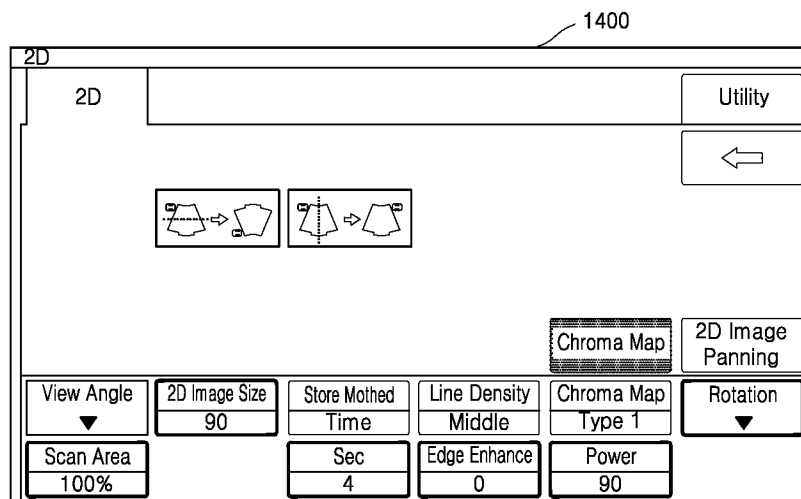 1400
2D
2D
Utility
Chroma Map
2D Image
Panning
View Angle
2D Image Size
Store Mothed
Line Density
Chroma Map
Rotation
90
Time
Middle
Type 1
Scan Area
Sec
Edge Enhance
Power
100%
4
0
90